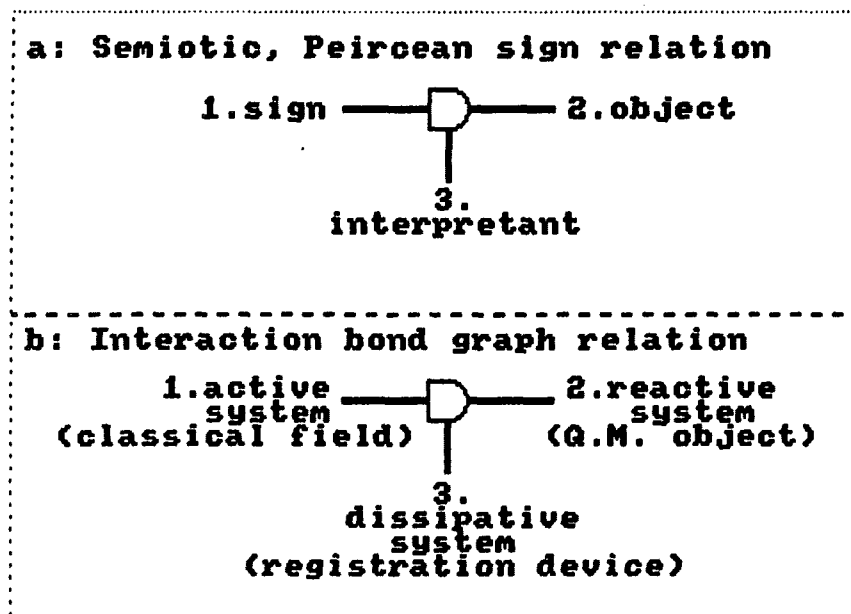 a: Semiotic, Peircean sign relation
1.sign 2.object
3.
interpretant
b: Interaction bond graph relation
1.active 2.reactive
system system
(classical field) (Q.M. object)
3.
dissipative
system
(registration device)